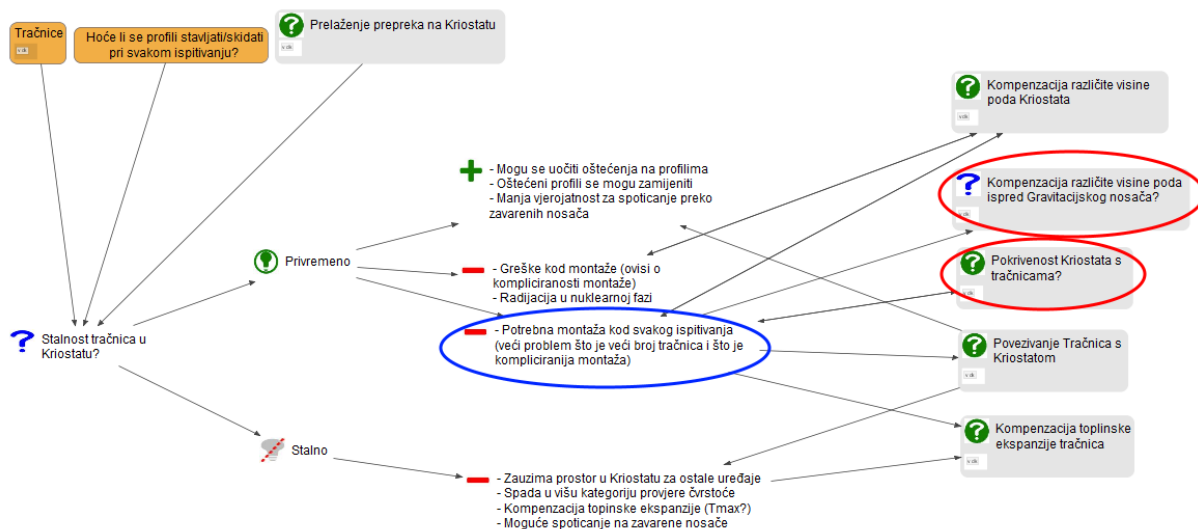 Tračnice
Hoće li se profili stavljati/skidati
pri svakom ispitivanju?
Prelaženje prepreka na Kriostatu
Kompenzacija različite visine
poda Kriostata
- Mogu se uočiti oštećenja na profilima
- Oštećeni profili se mogu zamijeniti
- Manja vjerojatnost za spoticanje preko
zavarenih nosača
Kompenzacija različite visine poda
ispred Gravitacijskog nosača?
Privremeno
- Greške kod montaže (ovisi o
kompliciranosti montaže)
- Radijacija u nuklearnoj fazi
Pokrivenost Kriostata s
tračnicama?
Stalnost tračnica u
Kriostatu?
- Potrebna montaža kod svakog ispitivanja
(veći problem što je veći broj tračnica i što je
kompliciranija montaža)
Povezivanje Tračnica s
Kriostatom
Stalno
Kompenzacija toplinske
ekspanzije tračnica
- Zauzima prostor u Kriostatu za ostale uređaje
- Spada u višu kategoriju provjere čvrstoće
- Kompenzacija topinske ekspanzije (Tmax?)
- Moguće spoticanje na zavarene nosače